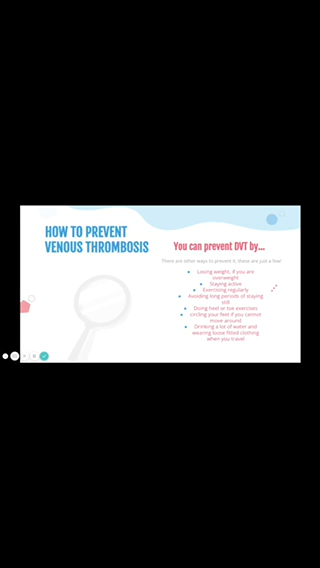 HOW TO PREVENT
VENOUS THROMBOSIS
You can prevent DVT by...
There are other ways to prevent it, these are just a few!
Losing weight, if you are
overweight
Staying active
Exercising regularly
Avoiding long periods of staying
still
Doing heel or toe exercises
circling your feet if you cannot
move around
Drinking a lot of water and
wearing loose fitted clothing
when you travel